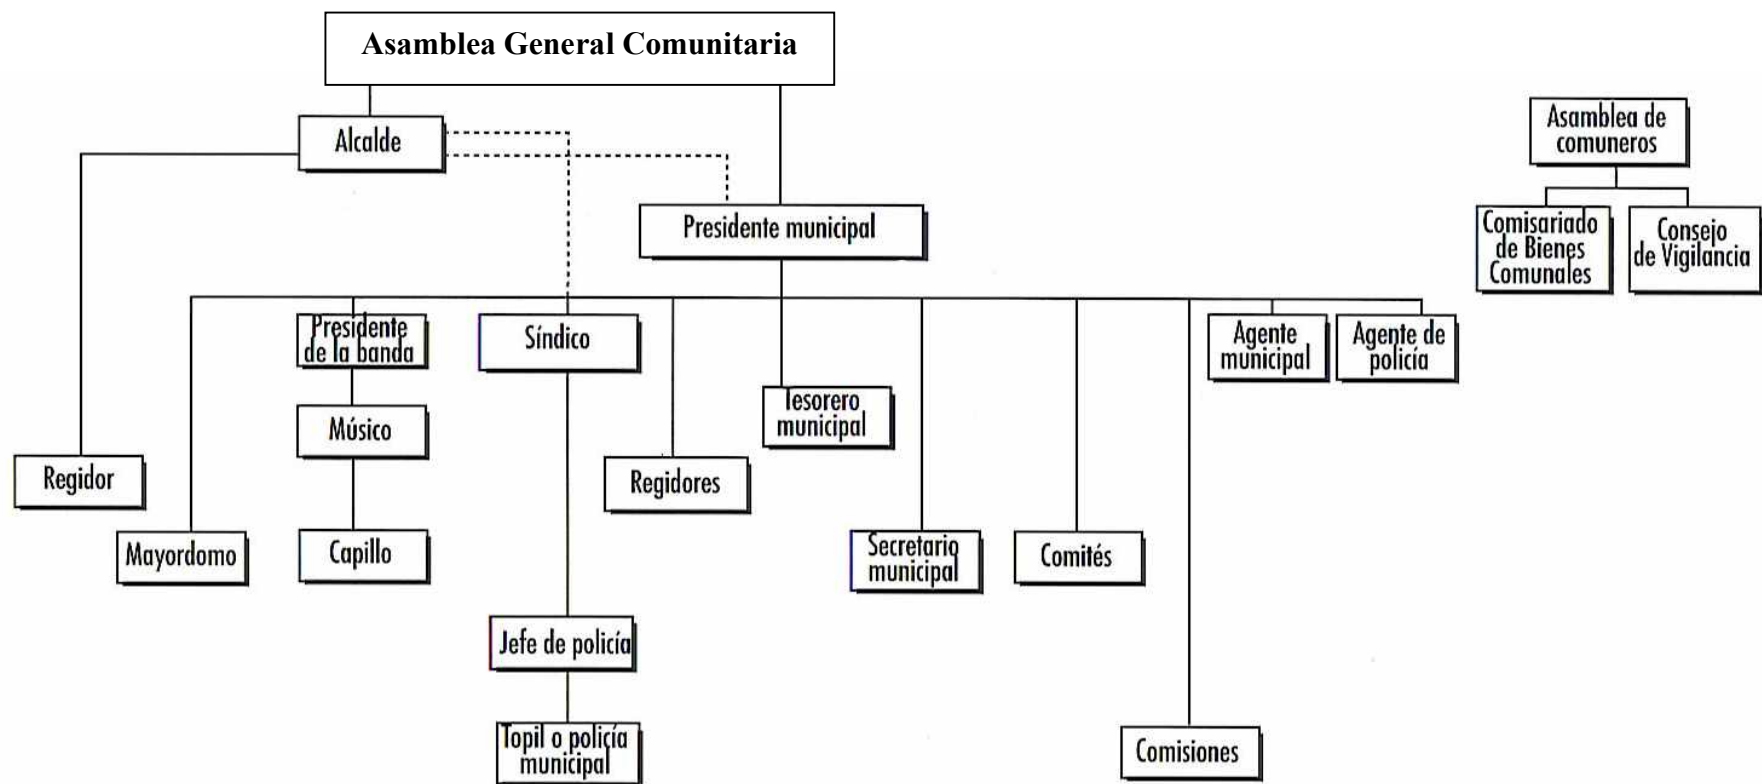 Asamblea General Comunitaria
Alcalde
Asamblea de
comuneros
Presidente municipal
Comisariado
de Bienes
Comunales
Consejo
de Vigilancia
Presidente
de la banda
Síndico
Agente
municipal
Agente de
policía
Tesorero
municipal
Músico
Regidor
Regidores
Mayordomo
Capillo
Secretario
municipal
Comités
Jefe de policía
Topil o policía
municipal
Comisiones